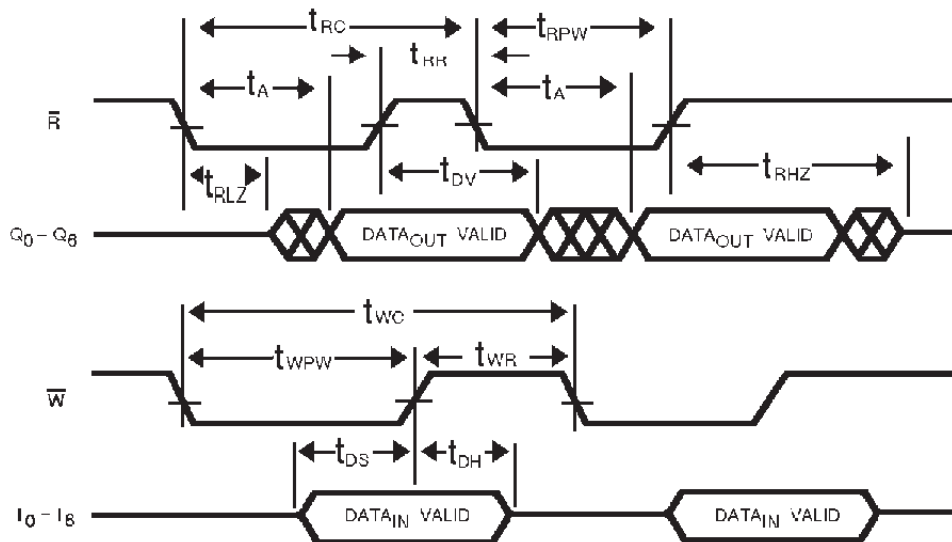 tRC
tRPW
tRR
tA
tA
R
tDV
tRLZ
tRHZ
Q0–Q8
DATAOUT VALID
DATAOUT VALID
tWC
tWPW
tWR
W
tDS
tDH
I0–I8
DATAIN VALID
DATAIN VALID